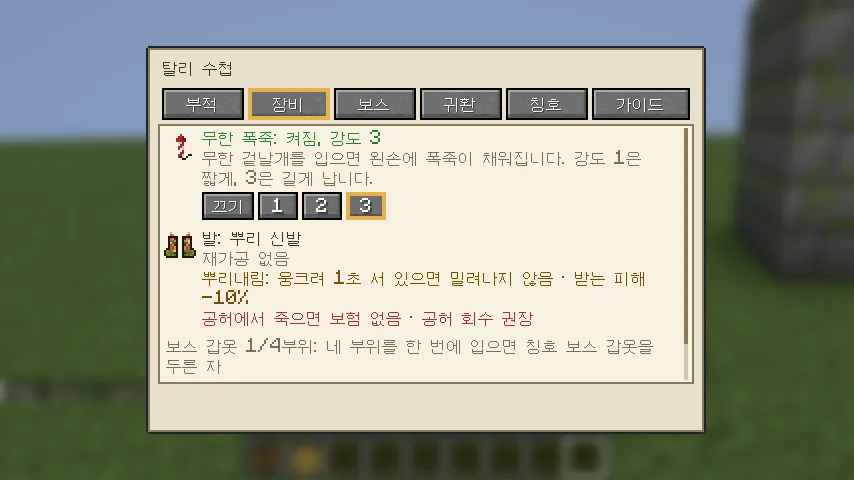 탈리 수첩
부적 장비 보스 귀환 칭호 가이드
무한 폭죽: 켜짐, 강도 3
무한 겉날개를 입으면 왼손에 폭죽이 채워집니다. 강도 1은
짧게, 3은 길게 납니다.
끄기 1 2 3
발: 뿌리 신발
재가공 없음
뿌리내림: 웅크려 1초 서 있으면 밀려나지 않음 · 받는 피해
-10%
공허에서 죽으면 보험 없음 · 공허 회수 권장
보스 갑옷 1/4부위: 네 부위를 한 번에 입으면 칭호 보스 갑옷을
두른 자